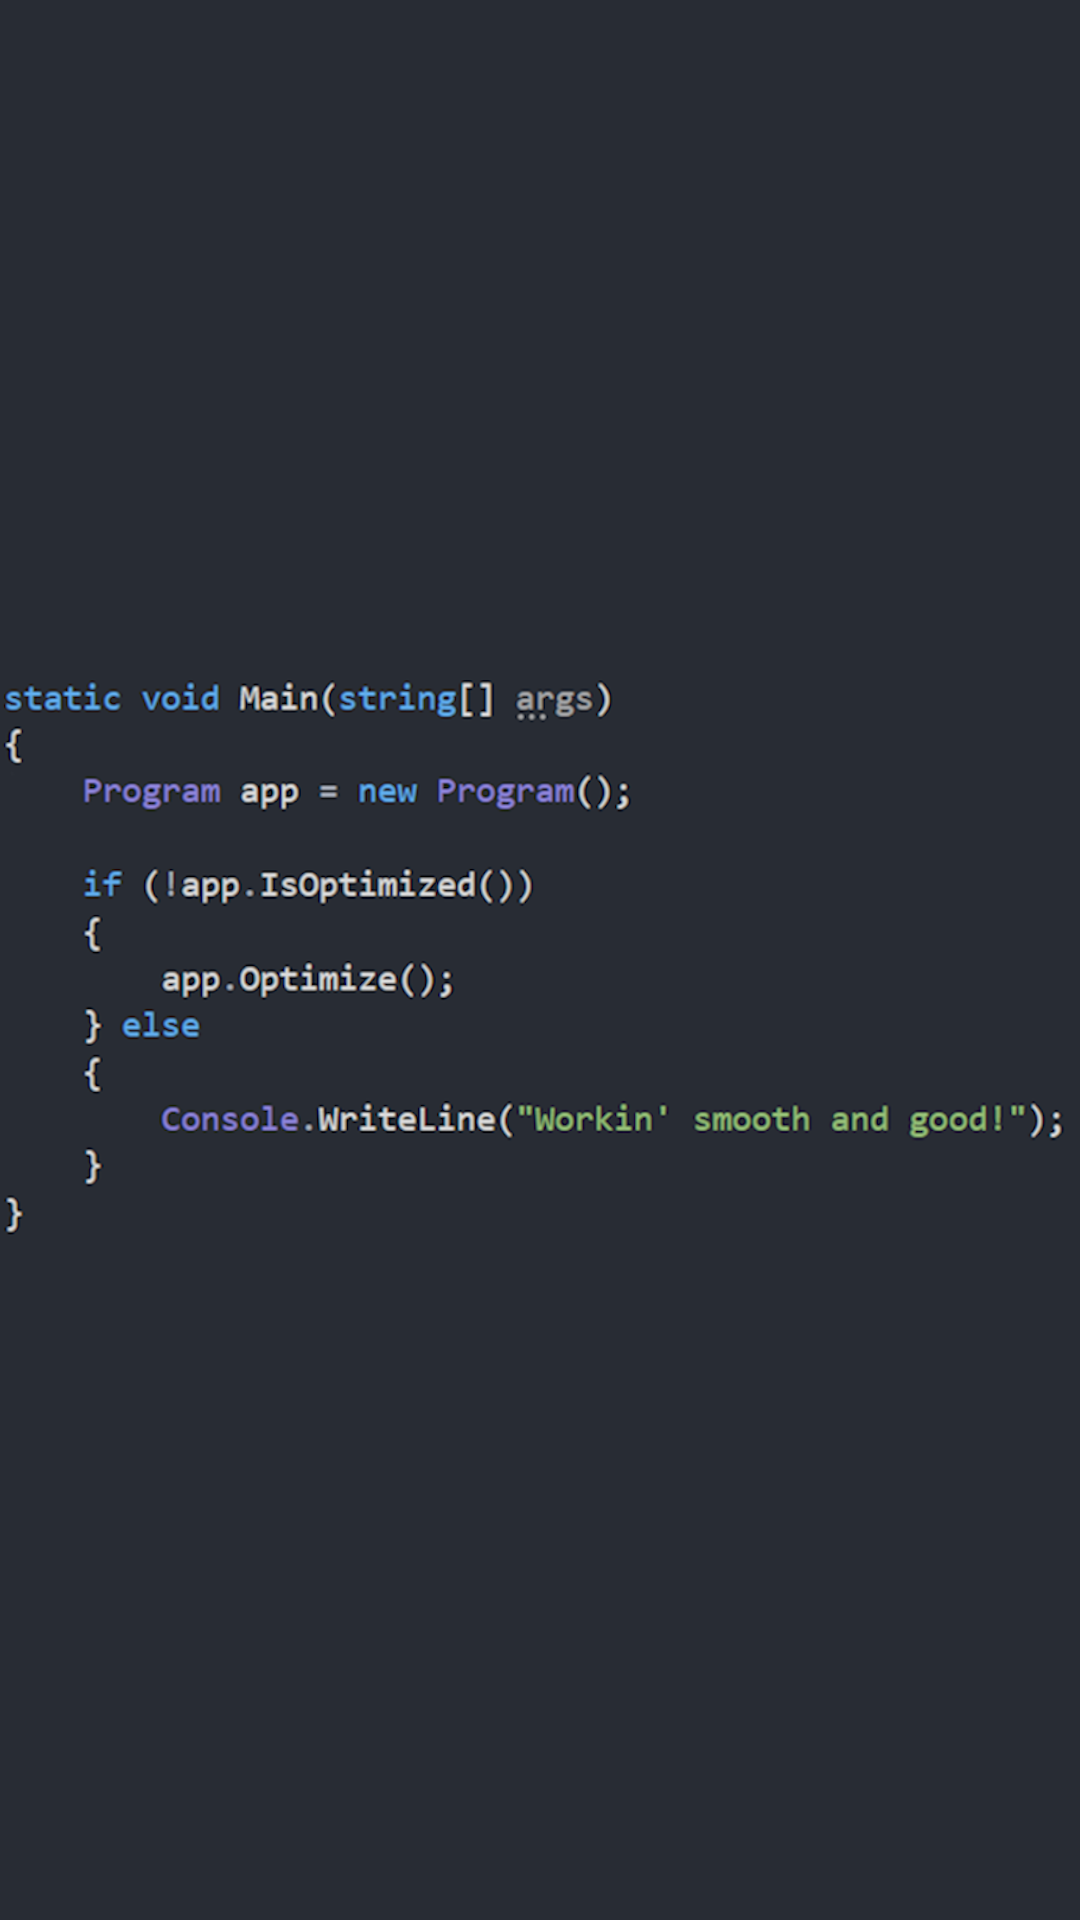 static void Main(string[] args)
{
    Program app = new Program();

    if (!app.IsOptimized())
    {
        app.Optimize();
    } else
    {
        Console.WriteLine("Workin' smooth and good!");
    }
}